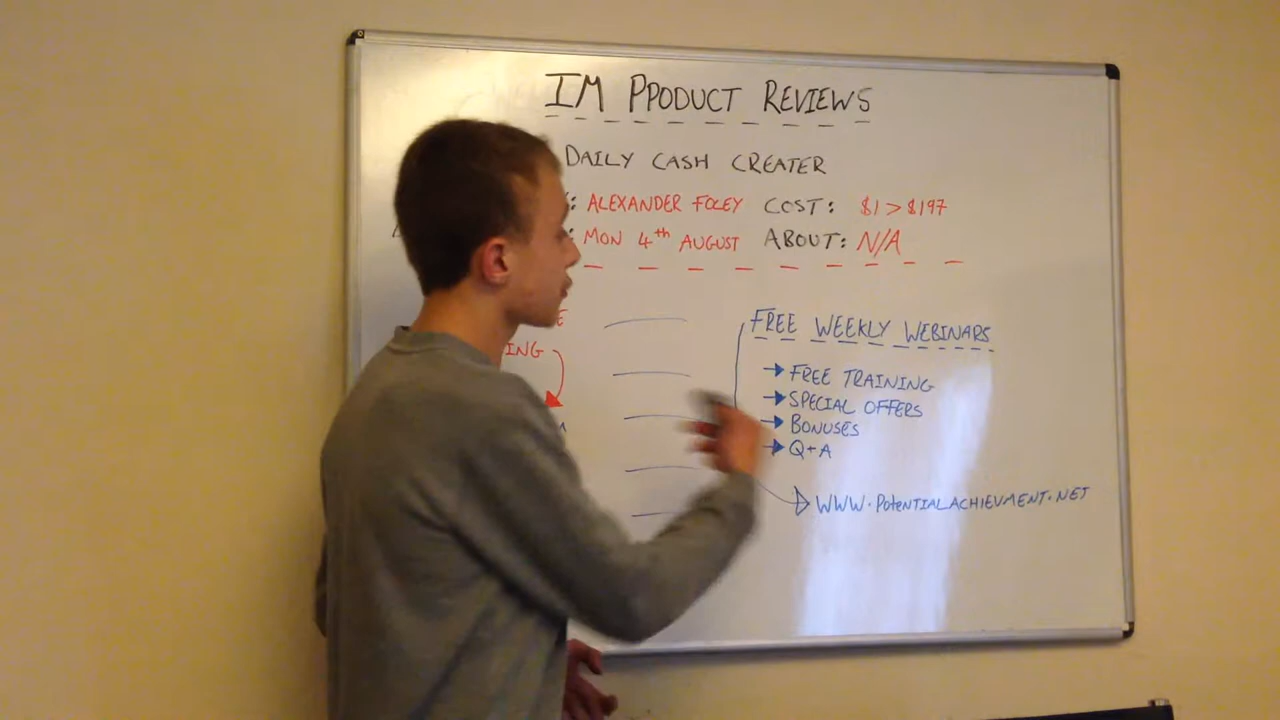 IM PPODUCT REVIEWS
DAILY CASH CREATER
: ALEXANDER FOLEY COST: $1 > $197
: MON 4th AUGUST ABOUT: N/A
E
ING
FREE WEEKLY WEBINARS
FREE TRAINING
SPECIAL OFFERS
BONUSES
Q+A
WWW.POTENTIALACHIEVMENT.NET